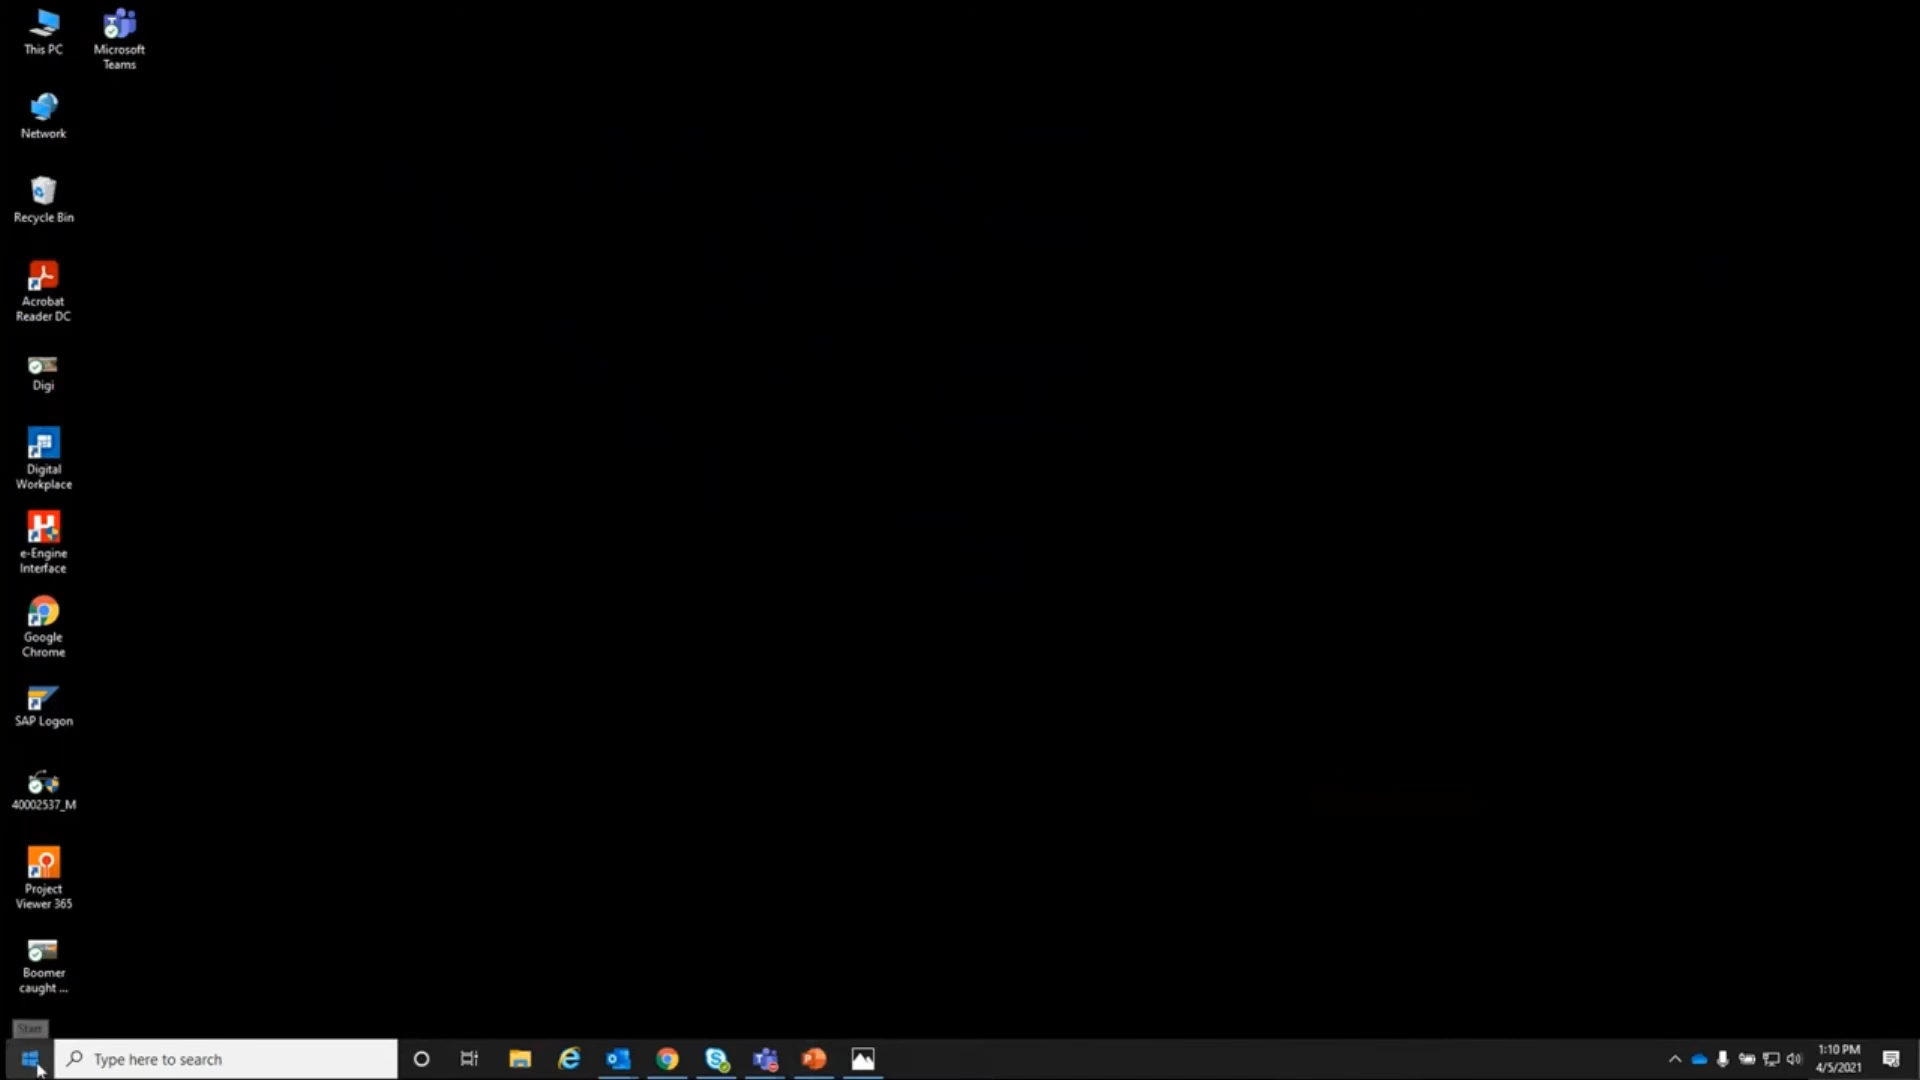 This PC
Microsoft
Teams
Network
Recycle Bin
Acrobat
Reader DC
Digi
Digital
Workplace
e-Engine
Interface
Google
Chrome
SAP Logon
40002537_M
Project
Viewer 365
Boomer
caught ...
Start
Type here to search
1:10 PM
4/5/2021